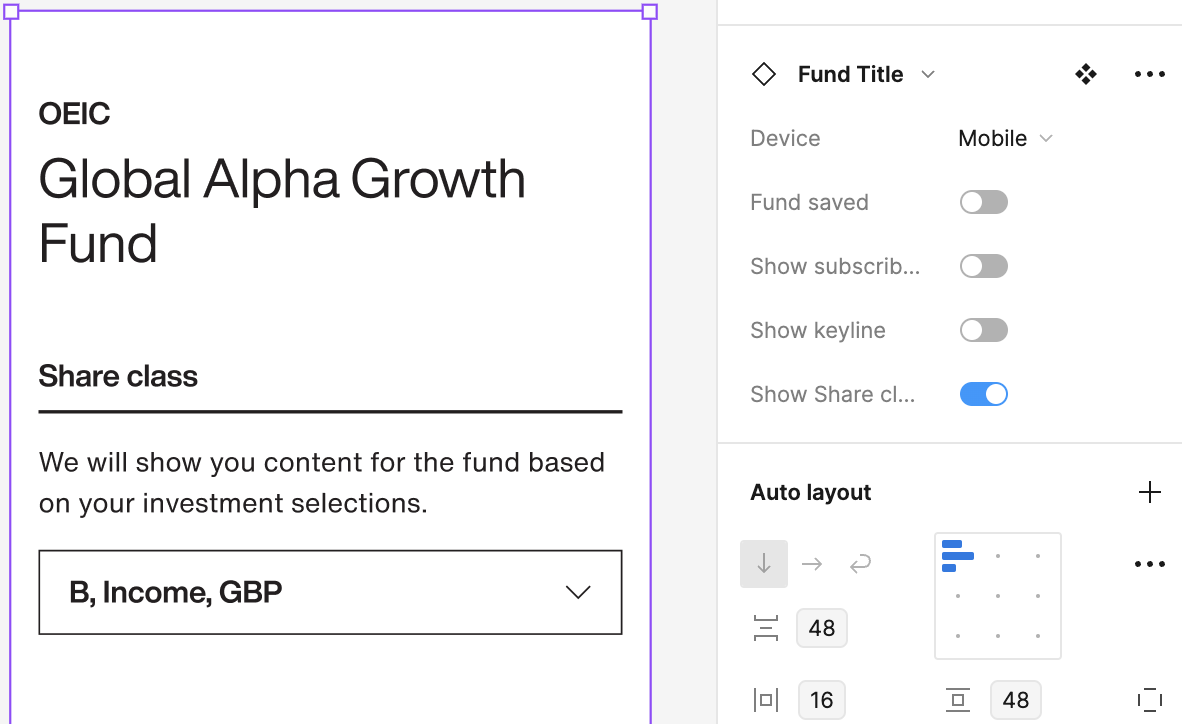 OEIC
Global Alpha Growth
Fund
Share class
We will show you content for the fund based
on your investment selections.
B, Income, GBP
Fund Title
Device
Mobile
Fund saved
Show subscrib...
Show keyline
Show Share cl...
Auto layout
48
16
48